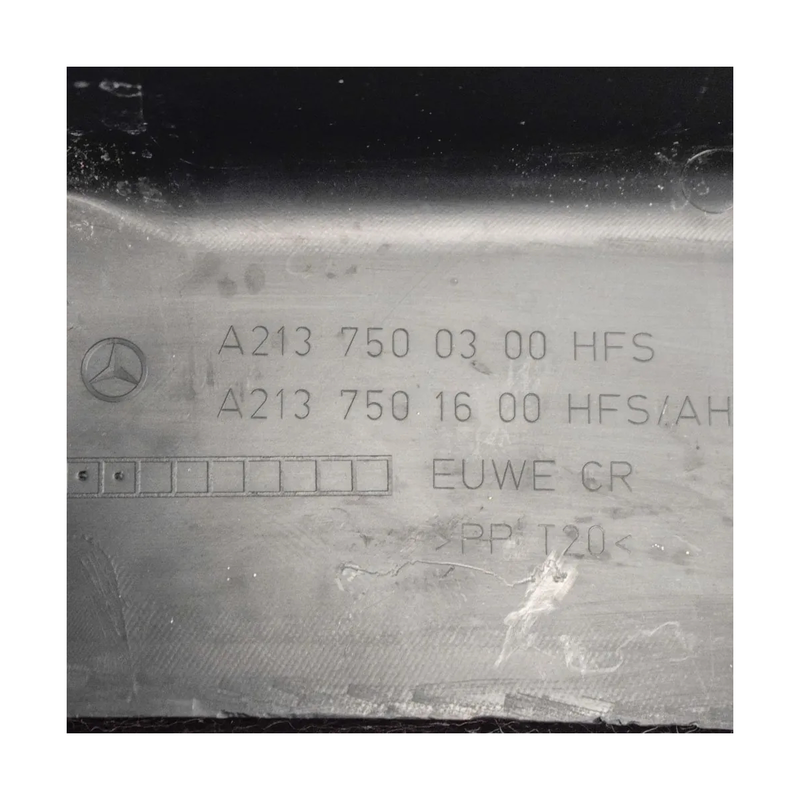 A213 750 03 00 HFS
A213 750 16 00 HFS/AH
EUWE CR
>PP T20<